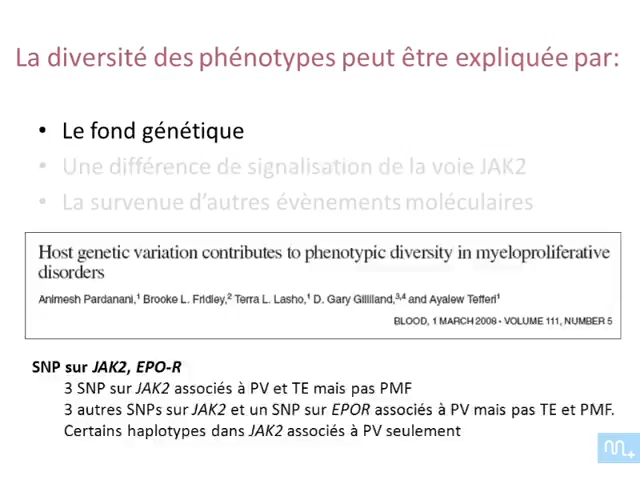 La diversité des phénotypes peut être expliquée par:
• Le fond génétique
• Une différence de signalisation de la voie JAK2
• La survenue d'autres évènements moléculaires
Host genetic variation contributes to phenotypic diversity in myeloproliferative
disorders
Animesh Pardanani,1 Brooke L. Fridley,2 Terra L. Lasho,1 D. Gary Gilliland,3,4 and Ayalew Tefferi1
BLOOD, 1 MARCH 2008 - VOLUME 111, NUMBER 5
SNP sur JAK2, EPO-R
3 SNP sur JAK2 associés à PV et TE mais pas PMF
3 autres SNPs sur JAK2 et un SNP sur EPOR associés à PV mais pas TE et PMF.
Certains haplotypes dans JAK2 associés à PV seulement